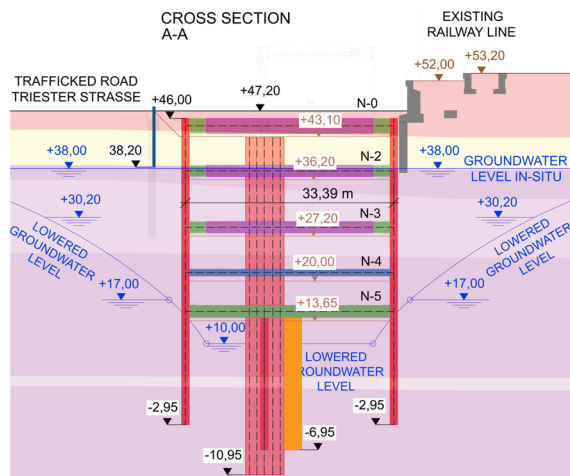 CROSS SECTION
A-A
EXISTING
RAILWAY LINE
+53,20
+52,00
TRAFFICKED ROAD
TRIESTER STRASSE
+46,00
+47,20
N-0
+43,10
+38,00
38,20
+36,20
N-2
+38,00
GROUNDWATER
LEVEL IN-SITU
33,39 m
+30,20
+30,20
+27,20
N-3
LOWERED
GROUNDWATER
LEVEL
LOWERED
GROUNDWATER
LEVEL
+20,00
N-4
+17,00
+13,65
N-5
+17,00
+10,00
LOWERED
ROUNDWATER
LEVEL
-2,95
-2,95
-6,95
-10,95